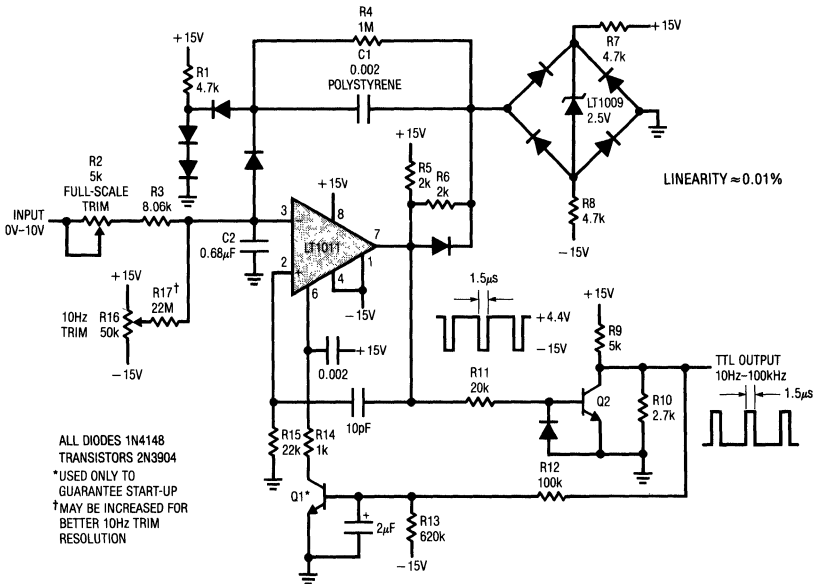 R4
1M
C1
0.002
POLYSTYRENE
+15V
R1
4.7k
R7
4.7k
+15V
LT1009
2.5V
R8
4.7k
−15V
LINEARITY ≈ 0.01%
R2
5k
FULL-SCALE
TRIM
R3
8.06k
INPUT
0V–10V
+15V
R5
2k
R6
2k
+15V
3
−
8
7
LT1011
2
+
6
4
1
−15V
C2
0.68µF
+15V
10Hz
TRIM
R16
50k
R17†
22M
−15V
0.002
+15V
1.5µs
+4.4V
−15V
+15V
R9
5k
TTL OUTPUT
10Hz–100kHz
1.5µs
R11
20k
Q2
R10
2.7k
10pF
R15
22k
R14
1k
R12
100k
Q1*
+
2µF
R13
620k
−15V
ALL DIODES 1N4148
TRANSISTORS 2N3904
*USED ONLY TO
GUARANTEE START-UP
†MAY BE INCREASED FOR
BETTER 10Hz TRIM
RESOLUTION